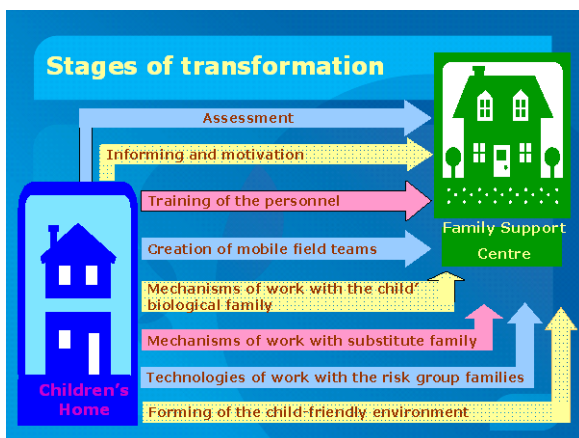 Stages of transformation
Assessment
Informing and motivation
Training of the personnel
Family Support
Centre
Creation of mobile field teams
Mechanisms of work with the child’
biological family
Mechanisms of work with substitute family
Technologies of work with the risk group families
Children's
Home
Forming of the child-friendly environment